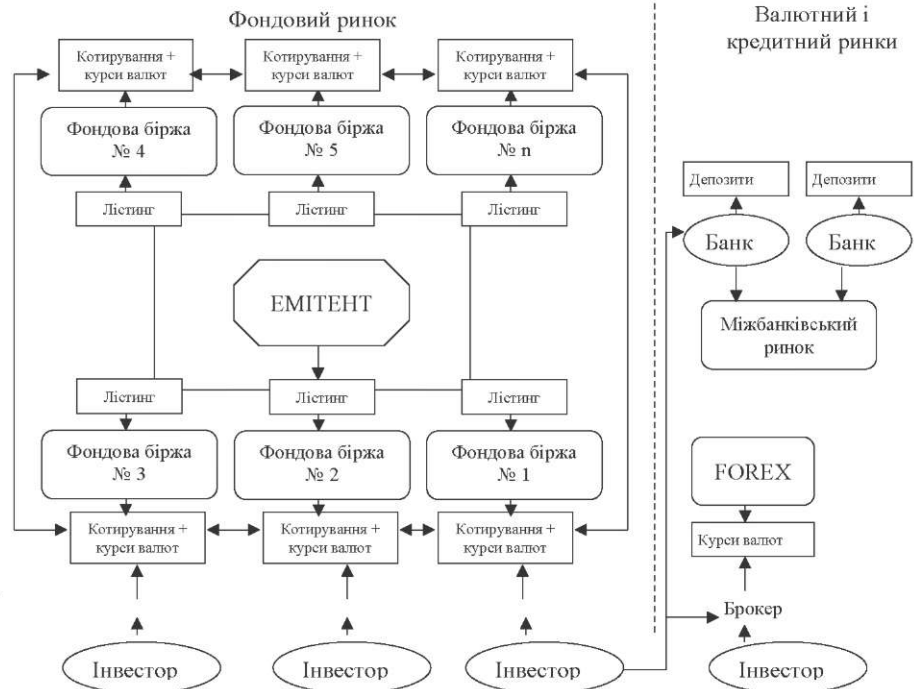 Фондовий ринок
Валютний і
кредитний ринки
Котирування +
курси валют
Котирування +
курси валют
Котирування +
курси валют
Фондова біржа
№ 4
Фондова біржа
№ 5
Фондова біржа
№ n
Лістинг
Лістинг
Лістинг
Депозити
Депозити
Банк
Банк
Міжбанківський
ринок
ЕМІТЕНТ
Лістинг
Лістинг
Лістинг
Фондова біржа
№ 3
Фондова біржа
№ 2
Фондова біржа
№ 1
FOREX
Котирування +
курси валют
Котирування +
курси валют
Котирування +
курси валют
Курси валют
Брокер
Інвестор
Інвестор
Інвестор
Інвестор